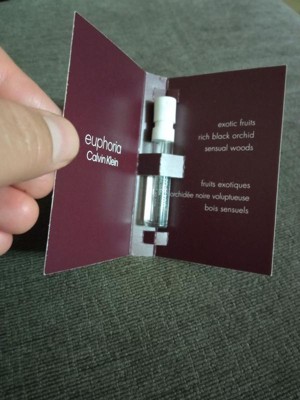 euphoria
Calvin Klein
exotic fruits
rich black orchid
sensual woods
fruits exotiques
orchidée noire voluptueuse
bois sensuels